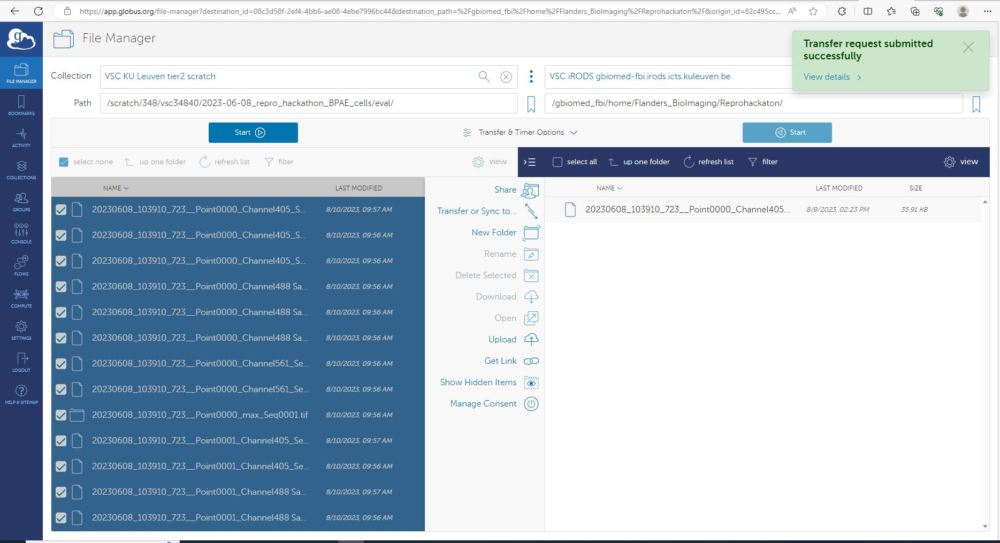 https://app.globus.org/file-manager?destination_id=08c3d58f-2ef4-4bb6-ae08-4ebe7996bc44&destination_path=%2Fgbiomed_fbi%2Fhome%2FFlanders_BioImaging%2FReprohackaton%2F&origin_id=82c495cc...
File Manager
Transfer request submitted
successfully
View details
FILE MANAGER
BOOKMARKS
ACTIVITY
COLLECTIONS
GROUPS
CONSOLE
FLOWS
COMPUTE
SETTINGS
LOGOUT
HELP & SITEMAP
Collection
VSC KU Leuven tier2 scratch
VSC iRODS gbiomed-fbi.irods.icts.kuleuven.be
Path
/scratch/348/vsc34840/2023-06-08_repro_hackathon_BPAE_cells/eval/
/gbiomed_fbi/home/Flanders_BioImaging/Reprohackaton/
Start
Transfer & Timer Options
Start
select none up one folder refresh list filter view
select all up one folder refresh list filter view
NAME LAST MODIFIED
20230608_103910_723__Point0000_Channel405_S... 8/10/2023, 09:57 AM
20230608_103910_723__Point0000_Channel405_S... 8/10/2023, 09:56 AM
20230608_103910_723__Point0000_Channel405_S... 8/10/2023, 09:56 AM
20230608_103910_723__Point0000_Channel488 Sa... 8/10/2023, 09:56 AM
20230608_103910_723__Point0000_Channel488 Sa... 8/10/2023, 09:56 AM
20230608_103910_723__Point0000_Channel488 Sa... 8/10/2023, 09:56 AM
20230608_103910_723__Point0000_Channel561_Se... 8/10/2023, 09:56 AM
20230608_103910_723__Point0000_Channel561_Se... 8/10/2023, 09:56 AM
20230608_103910_723__Point0000_max_Seq0001.tif 8/10/2023, 09:56 AM
20230608_103910_723__Point0001_Channel405_Se... 8/10/2023, 09:57 AM
20230608_103910_723__Point0001_Channel405_Se... 8/10/2023, 09:56 AM
20230608_103910_723__Point0001_Channel488 Sa... 8/10/2023, 09:57 AM
20230608_103910_723__Point0001_Channel488 Sa... 8/10/2023, 09:56 AM
Share
Transfer or Sync to...
New Folder
Rename
Delete Selected
Download
Open
Upload
Get Link
Show Hidden Items
Manage Consent
NAME LAST MODIFIED SIZE
20230608_103910_723__Point0000_Channel405... 8/9/2023, 02:23 PM 35.91 KB